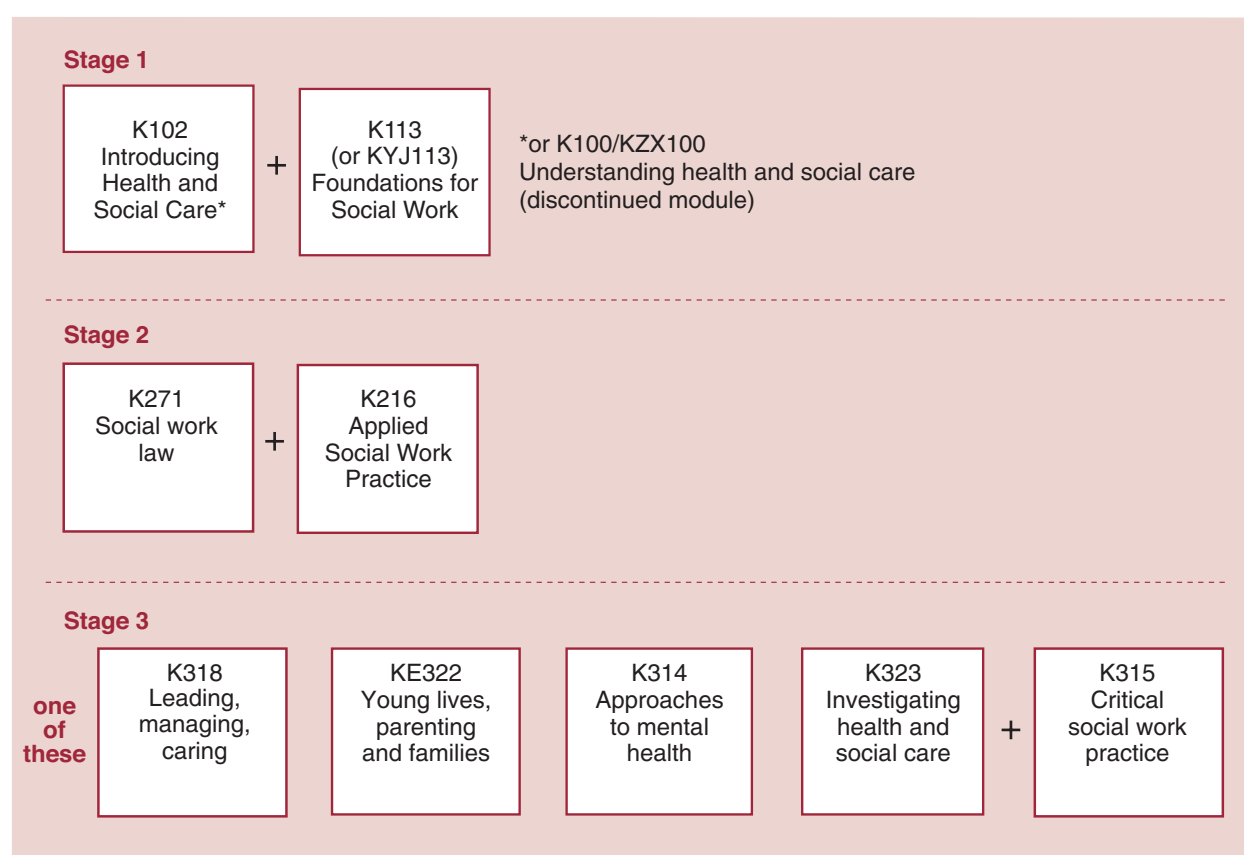 Stage 1
K102
Introducing
Health and
Social Care*
+
K113
(or KYJ113)
Foundations for
Social Work
*or K100/KZX100
Understanding health and social care
(discontinued module)
Stage 2
K271
Social work
law
+
K216
Applied
Social Work
Practice
Stage 3
one
of
these
K318
Leading,
managing,
caring
KE322
Young lives,
parenting
and families
K314
Approaches
to mental
health
K323
Investigating
health and
social care
+
K315
Critical
social work
practice